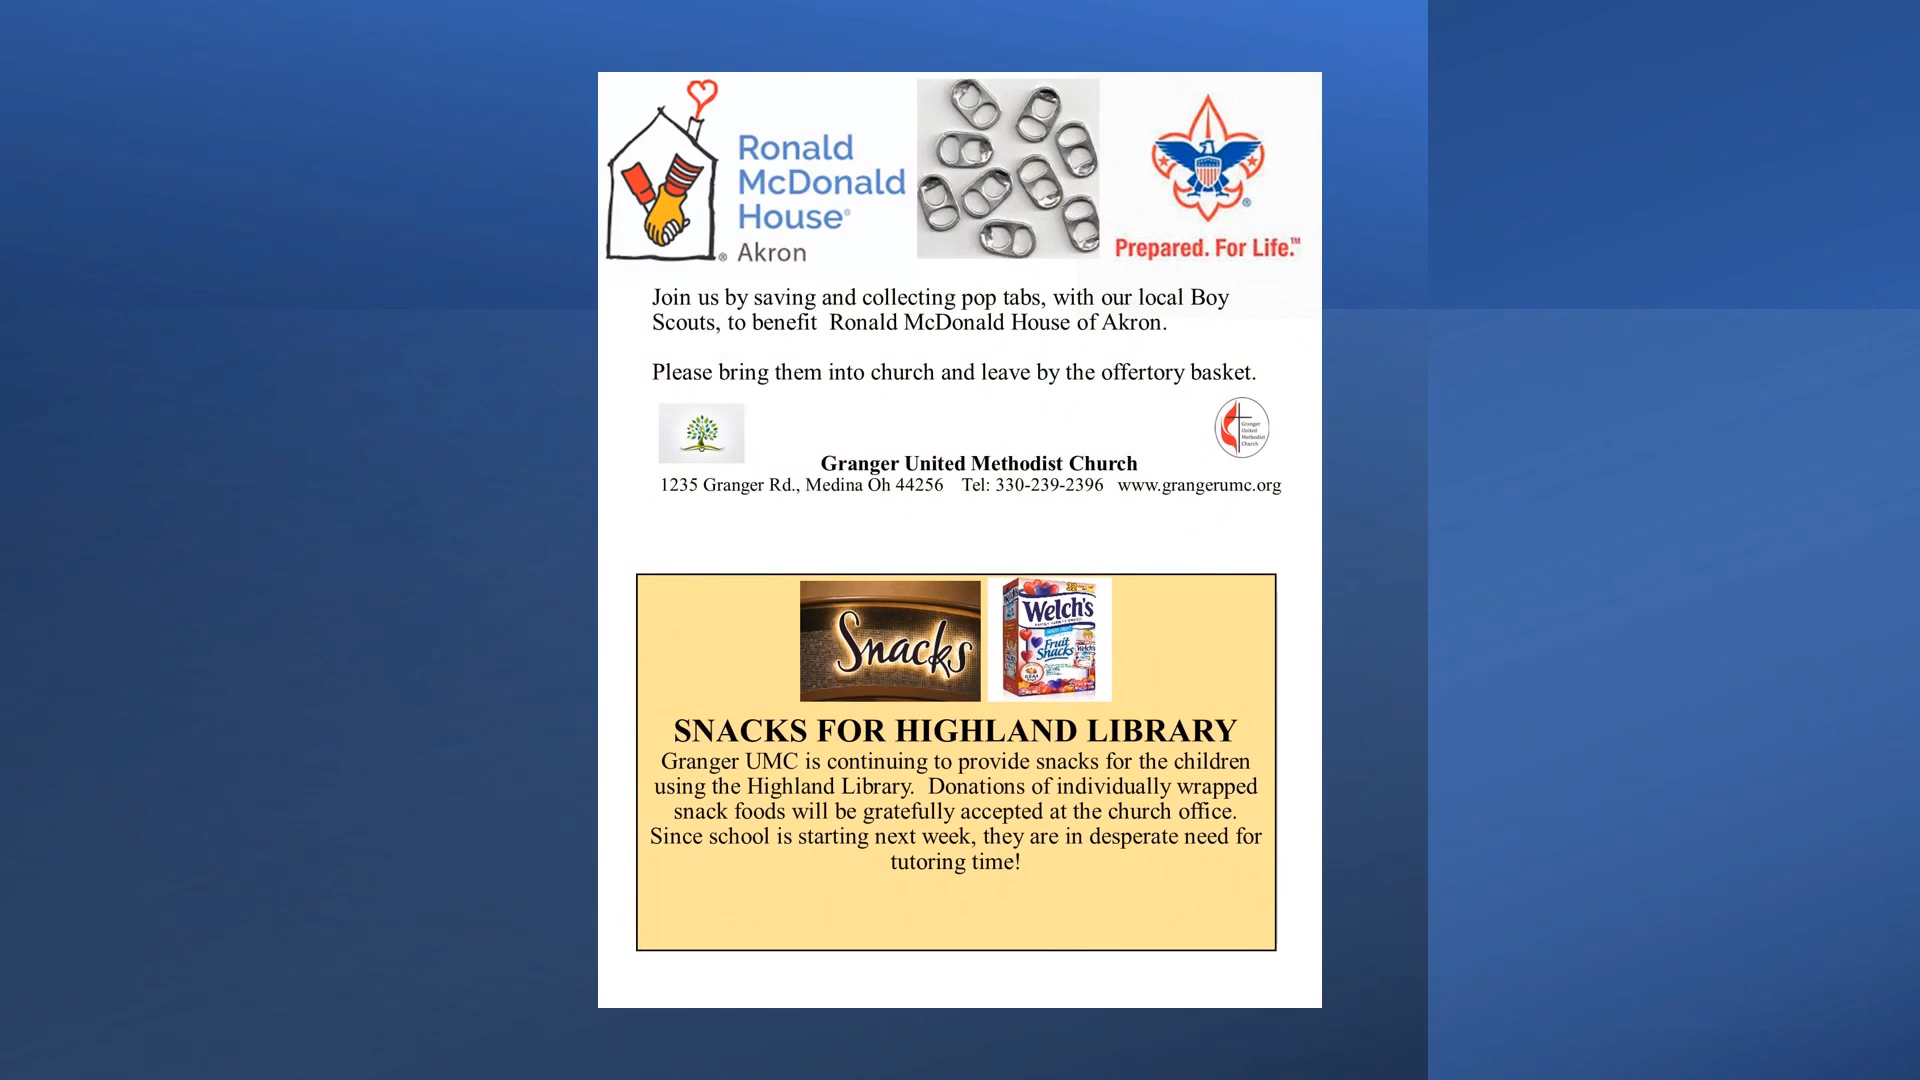 Ronald
McDonald
House®
® Akron
®
Prepared. For Life.™
Join us by saving and collecting pop tabs, with our local Boy
Scouts, to benefit  Ronald McDonald House of Akron.
Please bring them into church and leave by the offertory basket.
Granger
United
Methodist
Church
Granger United Methodist Church
1235 Granger Rd., Medina Oh 44256    Tel: 330-239-2396   www.grangerumc.org
Snacks
Welch's
Fruit
Snacks
SNACKS FOR HIGHLAND LIBRARY
Granger UMC is continuing to provide snacks for the children
using the Highland Library.  Donations of individually wrapped
snack foods will be gratefully accepted at the church office.
Since school is starting next week, they are in desperate need for
tutoring time!